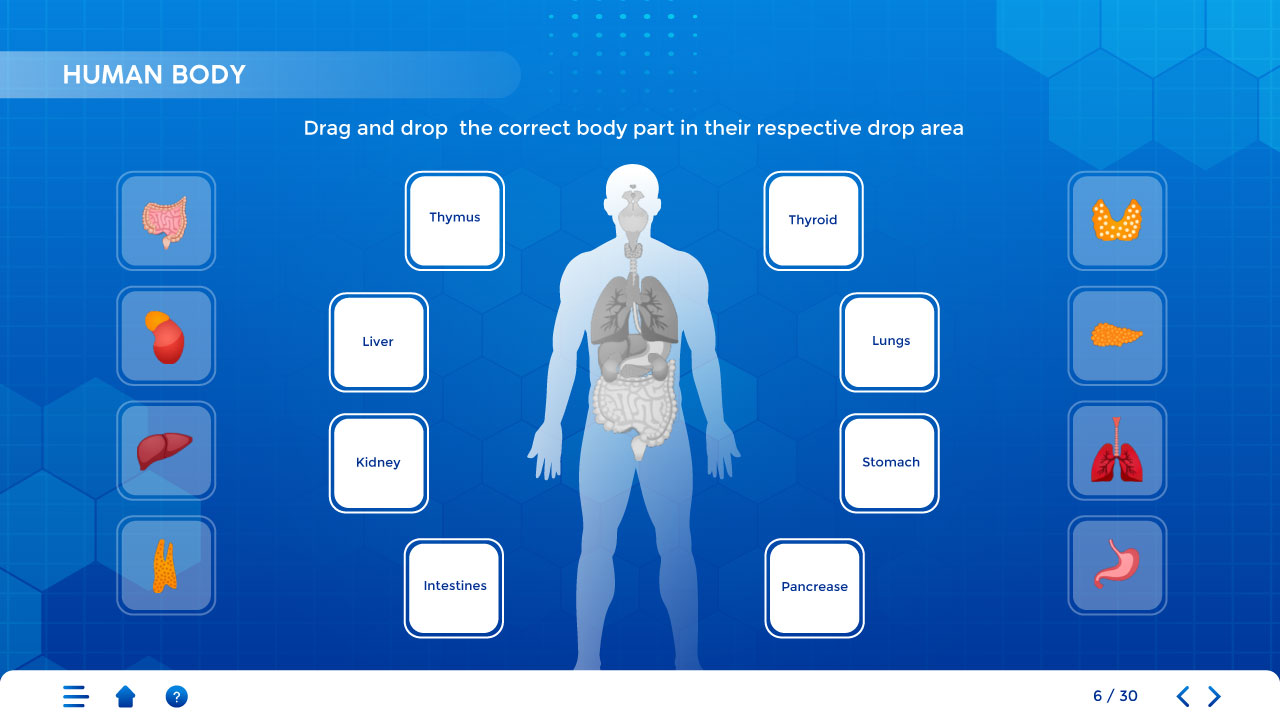 HUMAN BODY
Drag and drop  the correct body part in their respective drop area
Thymus
Thyroid
Liver
Lungs
Kidney
Stomach
Intestines
Pancrease
?
6 / 30